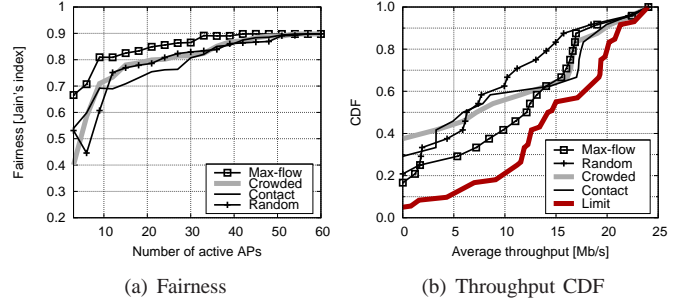 Fairness [Jain's index]
1
0.9
0.8
0.7
0.6
0.5
0.4
0.3
0.2
0 10 20 30 40 50 60
Number of active APs
Max-flow
Crowded
Contact
Random
(a) Fairness
CDF
1.0
0.8
0.6
0.4
0.2
0.0
0 5 10 15 20 25
Average throughput [Mb/s]
Max-flow
Random
Crowded
Contact
Limit
(b) Throughput CDF